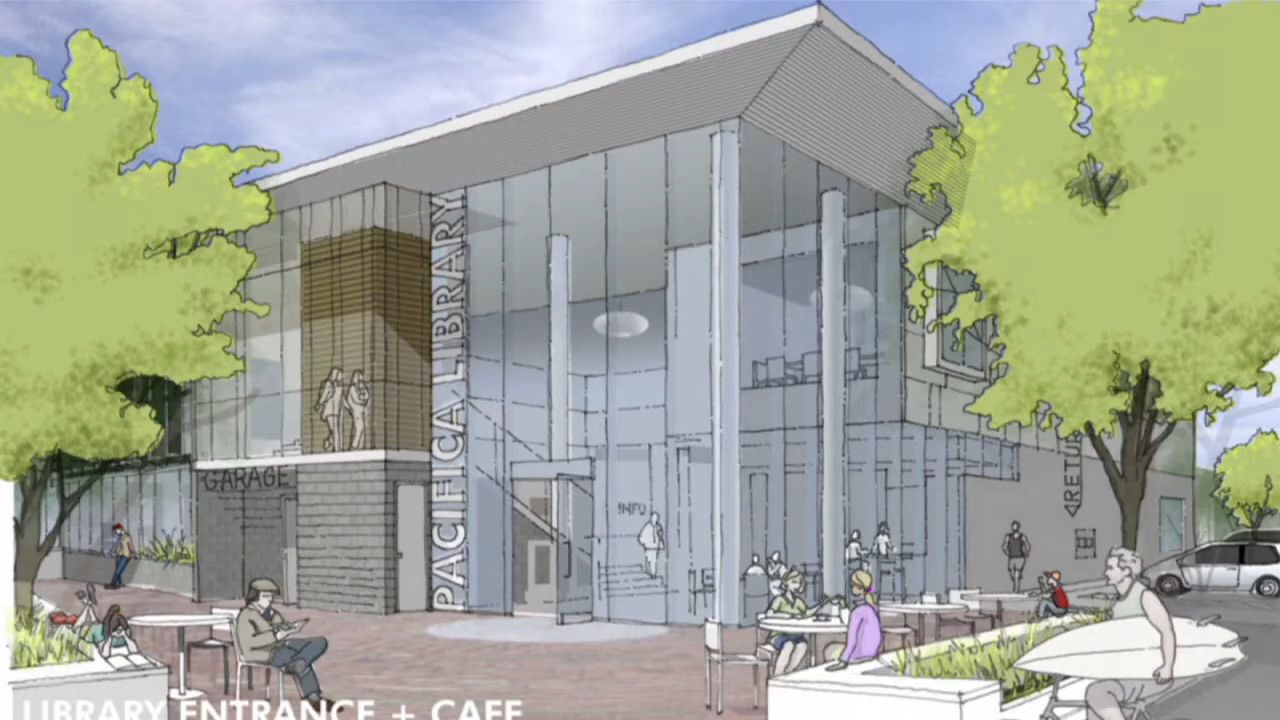 PACIFICA LIBRARY
GARAGE
INFO
RETU
LIBRARY ENTRANCE + CAFE